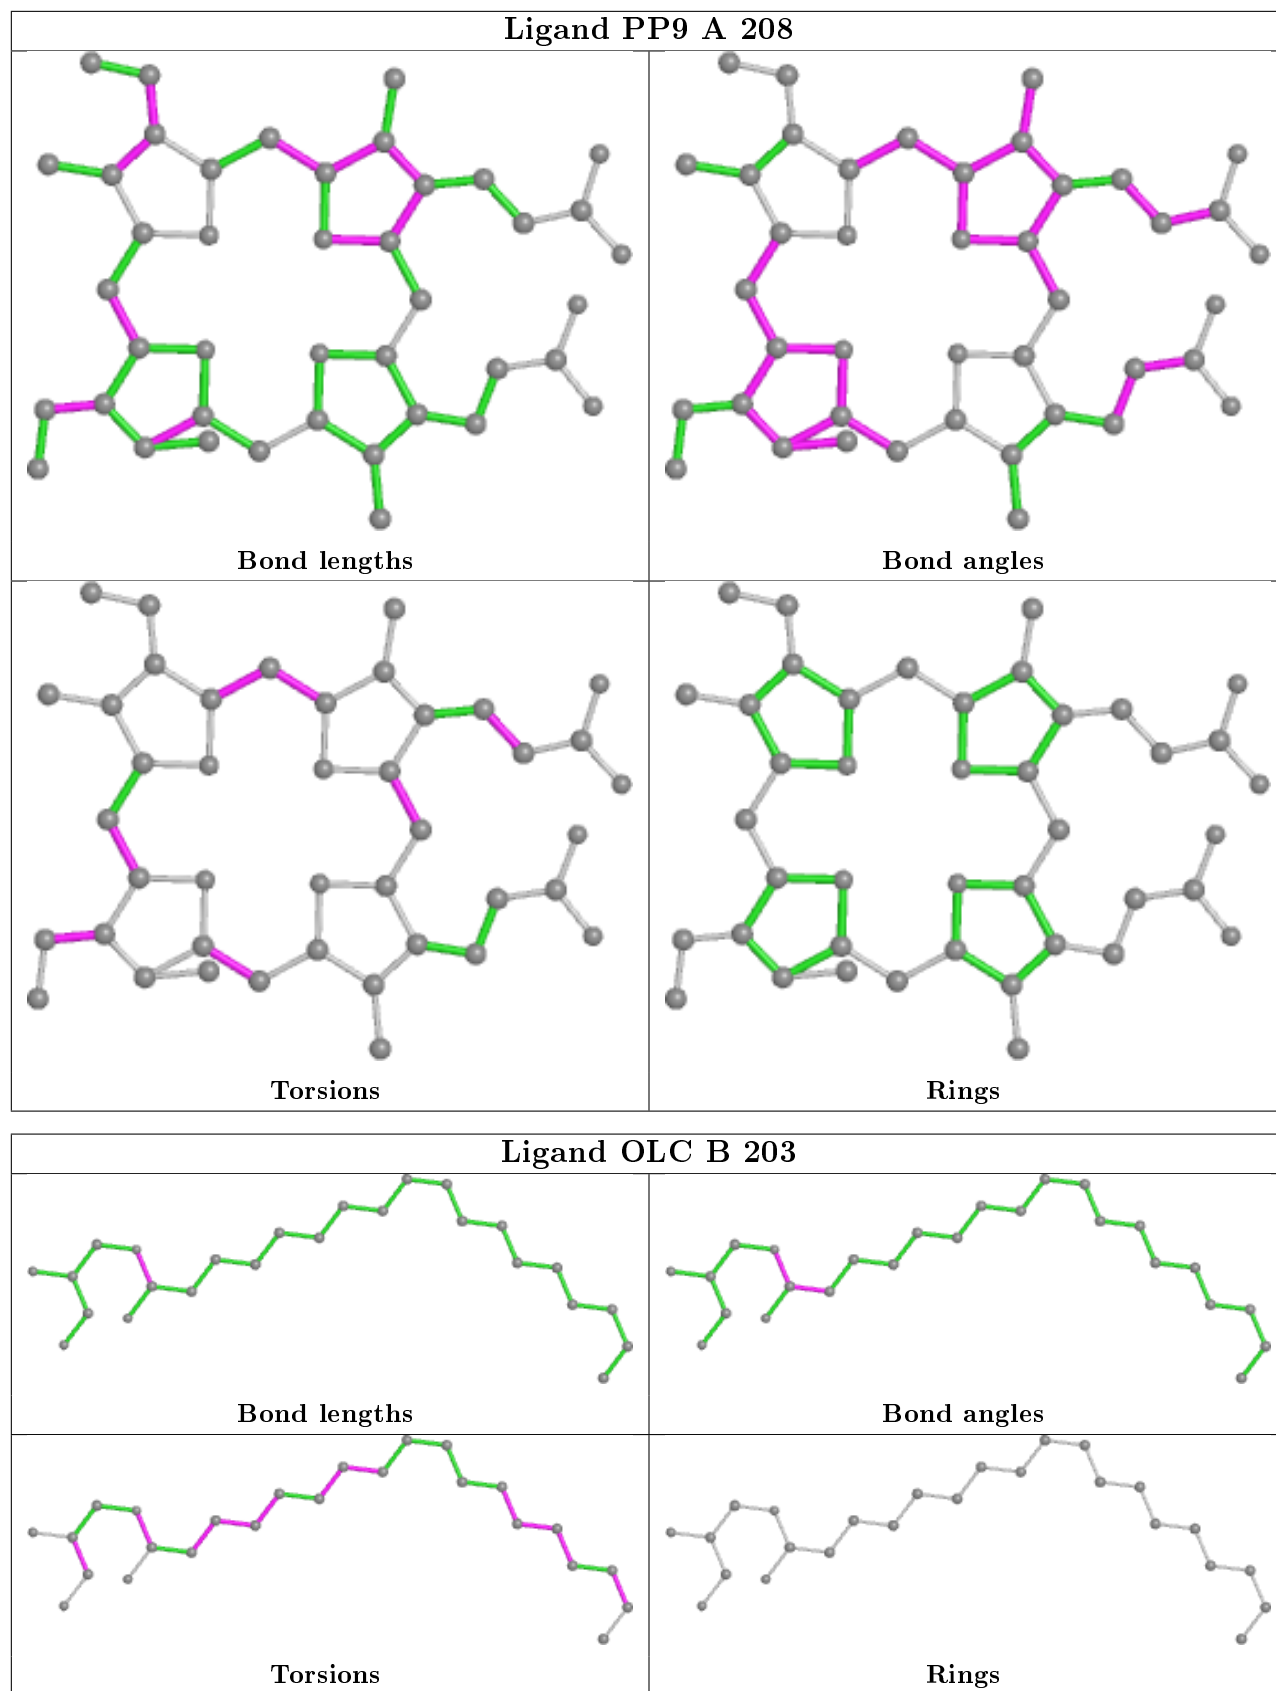 Ligand PP9 A 208
Bond lengths
Bond angles
Torsions
Rings
Ligand OLC B 203
Bond lengths
Bond angles
Torsions
Rings